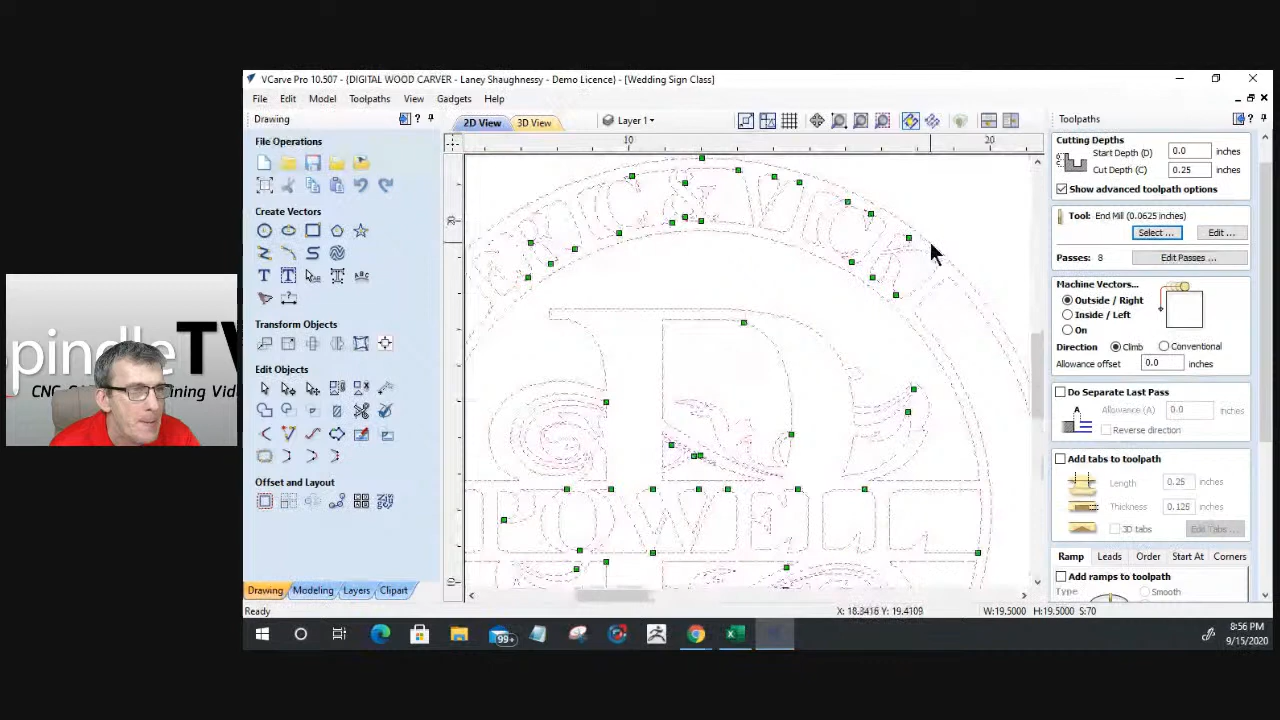 VCarve Pro 10.507 - {DIGITAL WOOD CARVER - Laney Shaughnessy - Demo Licence} - [Wedding Sign Class]
File Edit Model Toolpaths View Gadgets Help
Drawing
2D View 3D View Layer 1
Toolpaths
File Operations
Create Vectors
Transform Objects
Edit Objects
Offset and Layout
Drawing Modeling Layers Clipart
10 20
ERIC & VICK
POWELL
Cutting Depths
Start Depth (D) 0.0 inches
Cut Depth (C) 0.25 inches
Show advanced toolpath options
Tool: End Mill (0.0625 inches)
Select ... Edit ...
Passes: 8 Edit Passes ...
Machine Vectors...
Outside / Right
Inside / Left
On
Direction Climb Conventional
Allowance offset 0.0 inches
Do Separate Last Pass
A Allowance (A) 0.0 inches
Reverse direction
Add tabs to toolpath
Length 0.25 inches
Thickness 0.125 inches
3D tabs Edit Tabs ...
Ramp Leads Order Start At Corners
Add ramps to toolpath
Type Smooth
Ready
X: 18.3416 Y: 19.4109
W:19.5000 H:19.5000 S:70
99+
8:56 PM
9/15/2020
pindleTV